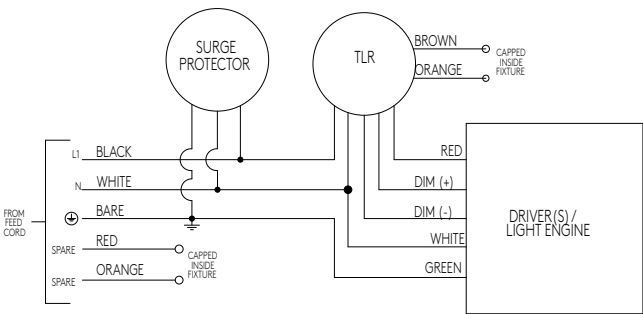 SURGE
PROTECTOR
TLR
BROWN
ORANGE
CAPPED
INSIDE
FIXTURE
FROM
FEED
CORD
L1
BLACK
N
WHITE
BARE
SPARE
RED
SPARE
ORANGE
CAPPED
INSIDE
FIXTURE
RED
DIM (+)
DIM (-)
WHITE
GREEN
DRIVER(S) /
LIGHT ENGINE